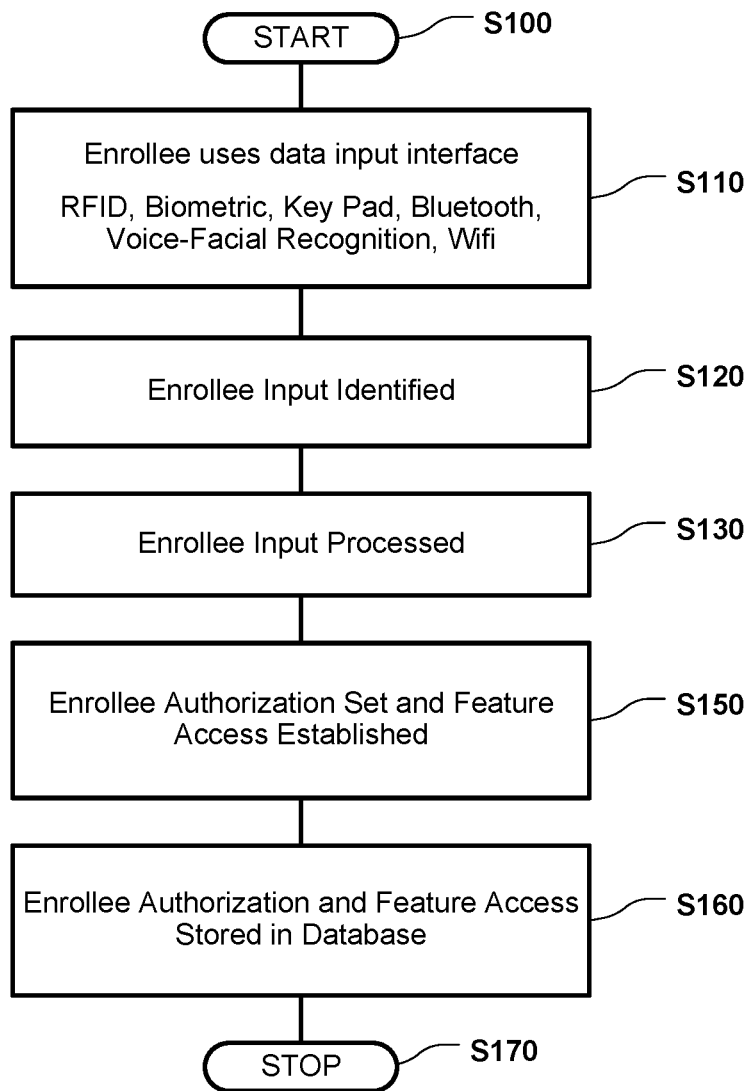 START
S100
Enrollee uses data input interface
RFID, Biometric, Key Pad, Bluetooth,
Voice-Facial Recognition, Wifi
S110
Enrollee Input Identified
S120
Enrollee Input Processed
S130
Enrollee Authorization Set and Feature
Access Established
S150
Enrollee Authorization and Feature Access
Stored in Database
S160
STOP
S170